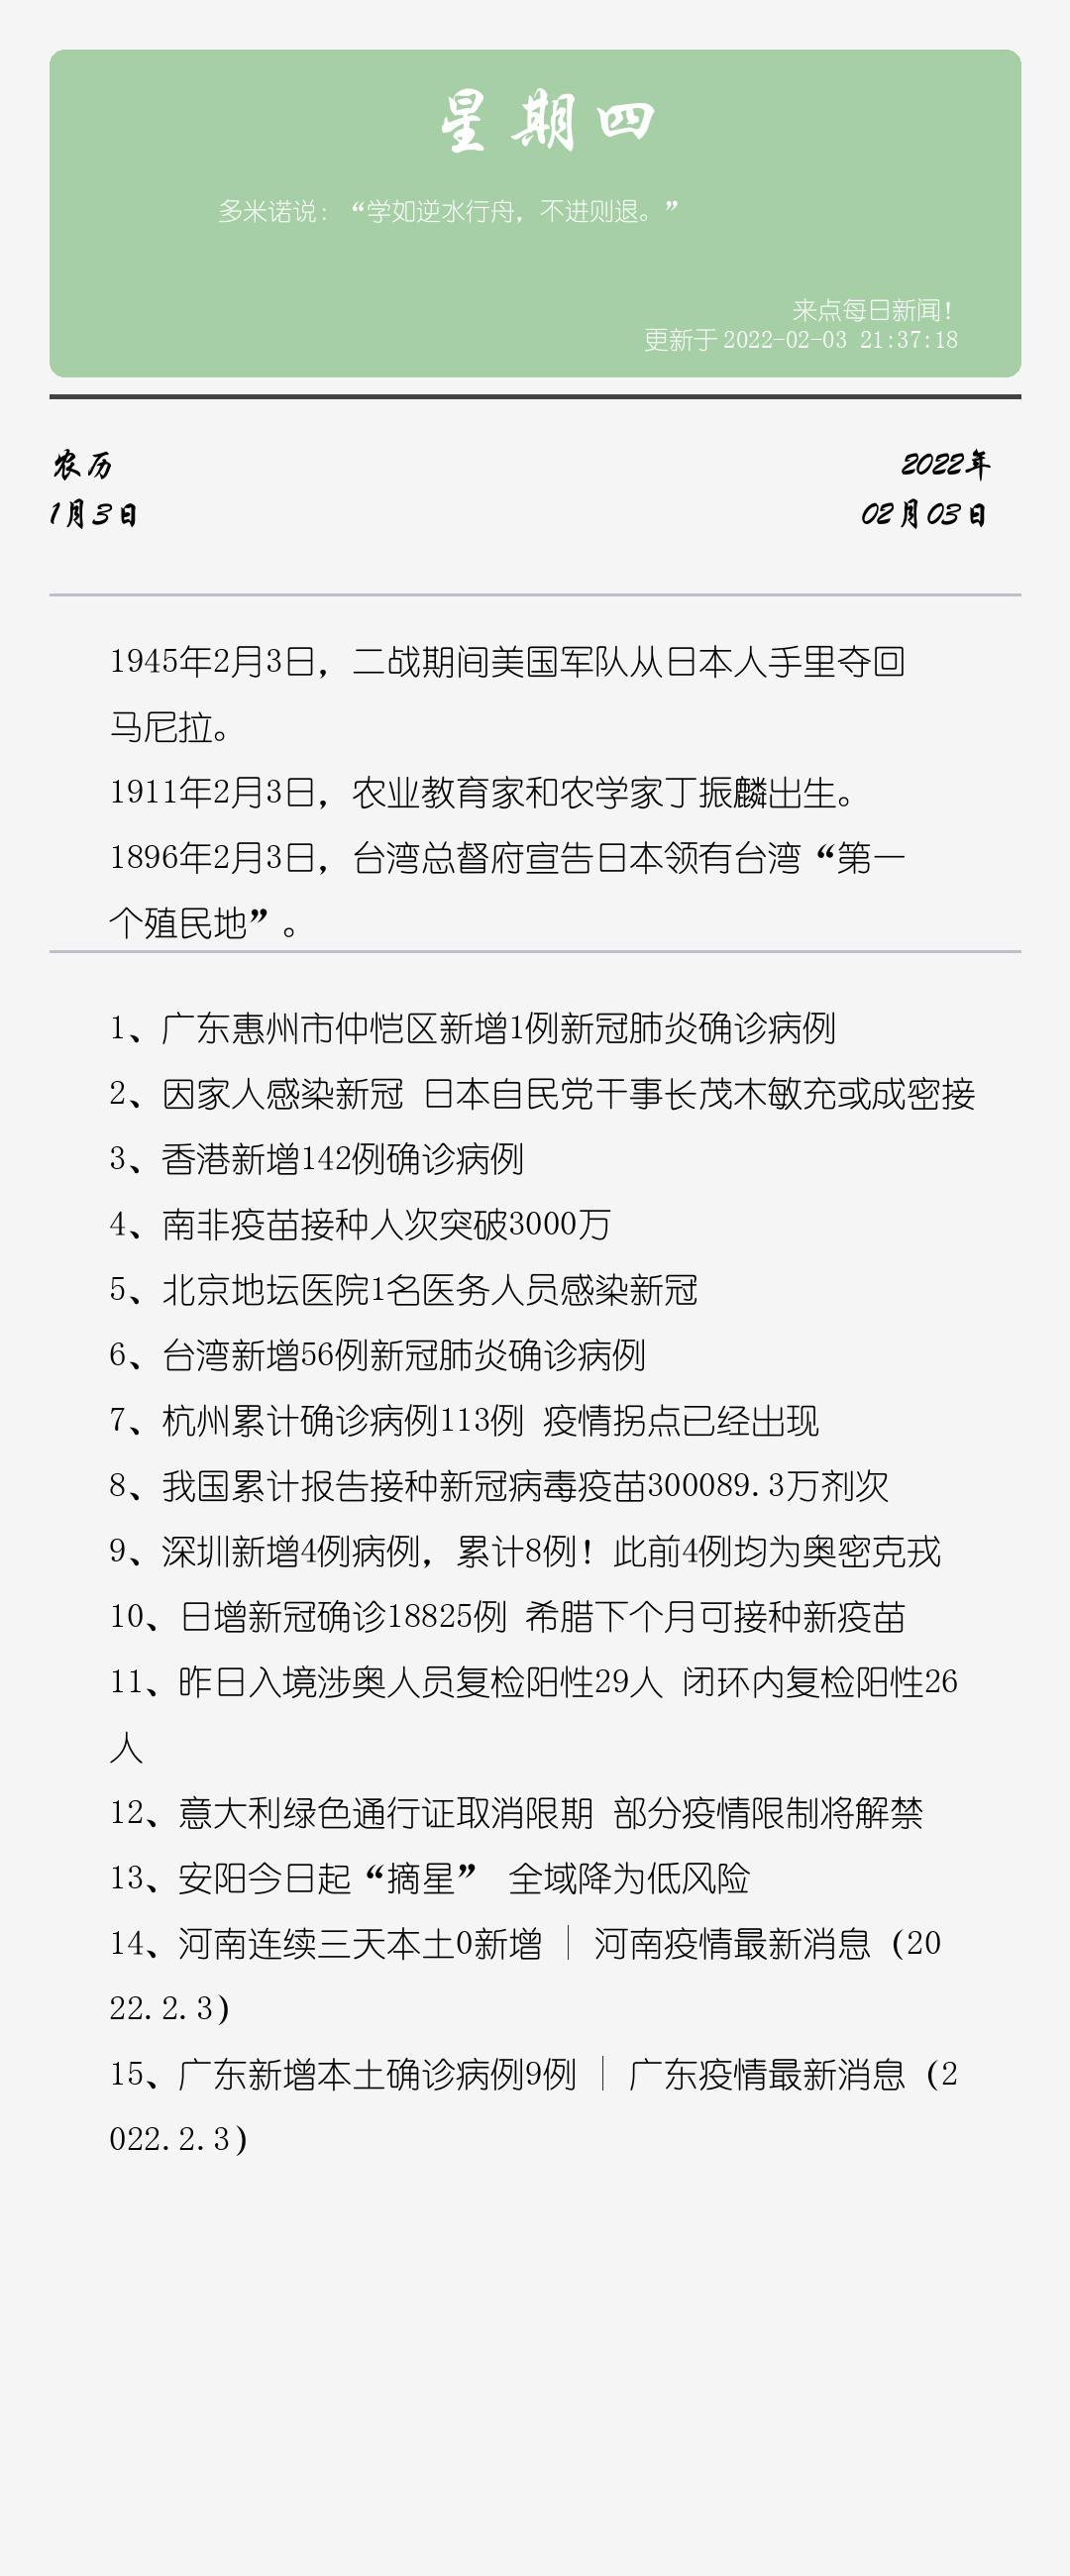 星期四
多米诺说：“学如逆水行舟，不进则退。”
来点每日新闻！
更新于 2022-02-03 21:37:18
农历
2022年
1月3日
02月03日
1945年2月3日，二战期间美国军队从日本人手里夺回
马尼拉。
1911年2月3日，农业教育家和农学家丁振麟出生。
1896年2月3日，台湾总督府宣告日本领有台湾“第一
个殖民地”。
1、广东惠州市仲恺区新增1例新冠肺炎确诊病例
2、因家人感染新冠 日本自民党干事长茂木敏充或成密接
3、香港新增142例确诊病例
4、南非疫苗接种人次突破3000万
5、北京地坛医院1名医务人员感染新冠
6、台湾新增56例新冠肺炎确诊病例
7、杭州累计确诊病例113例 疫情拐点已经出现
8、我国累计报告接种新冠病毒疫苗300089.3万剂次
9、深圳新增4例病例，累计8例！此前4例均为奥密克戎
10、日增新冠确诊18825例 希腊下个月可接种新疫苗
11、昨日入境涉奥人员复检阳性29人 闭环内复检阳性26
人
12、意大利绿色通行证取消限期 部分疫情限制将解禁
13、安阳今日起“摘星” 全域降为低风险
14、河南连续三天本土0新增｜河南疫情最新消息（20
22.2.3）
15、广东新增本土确诊病例9例｜广东疫情最新消息（2
022.2.3）